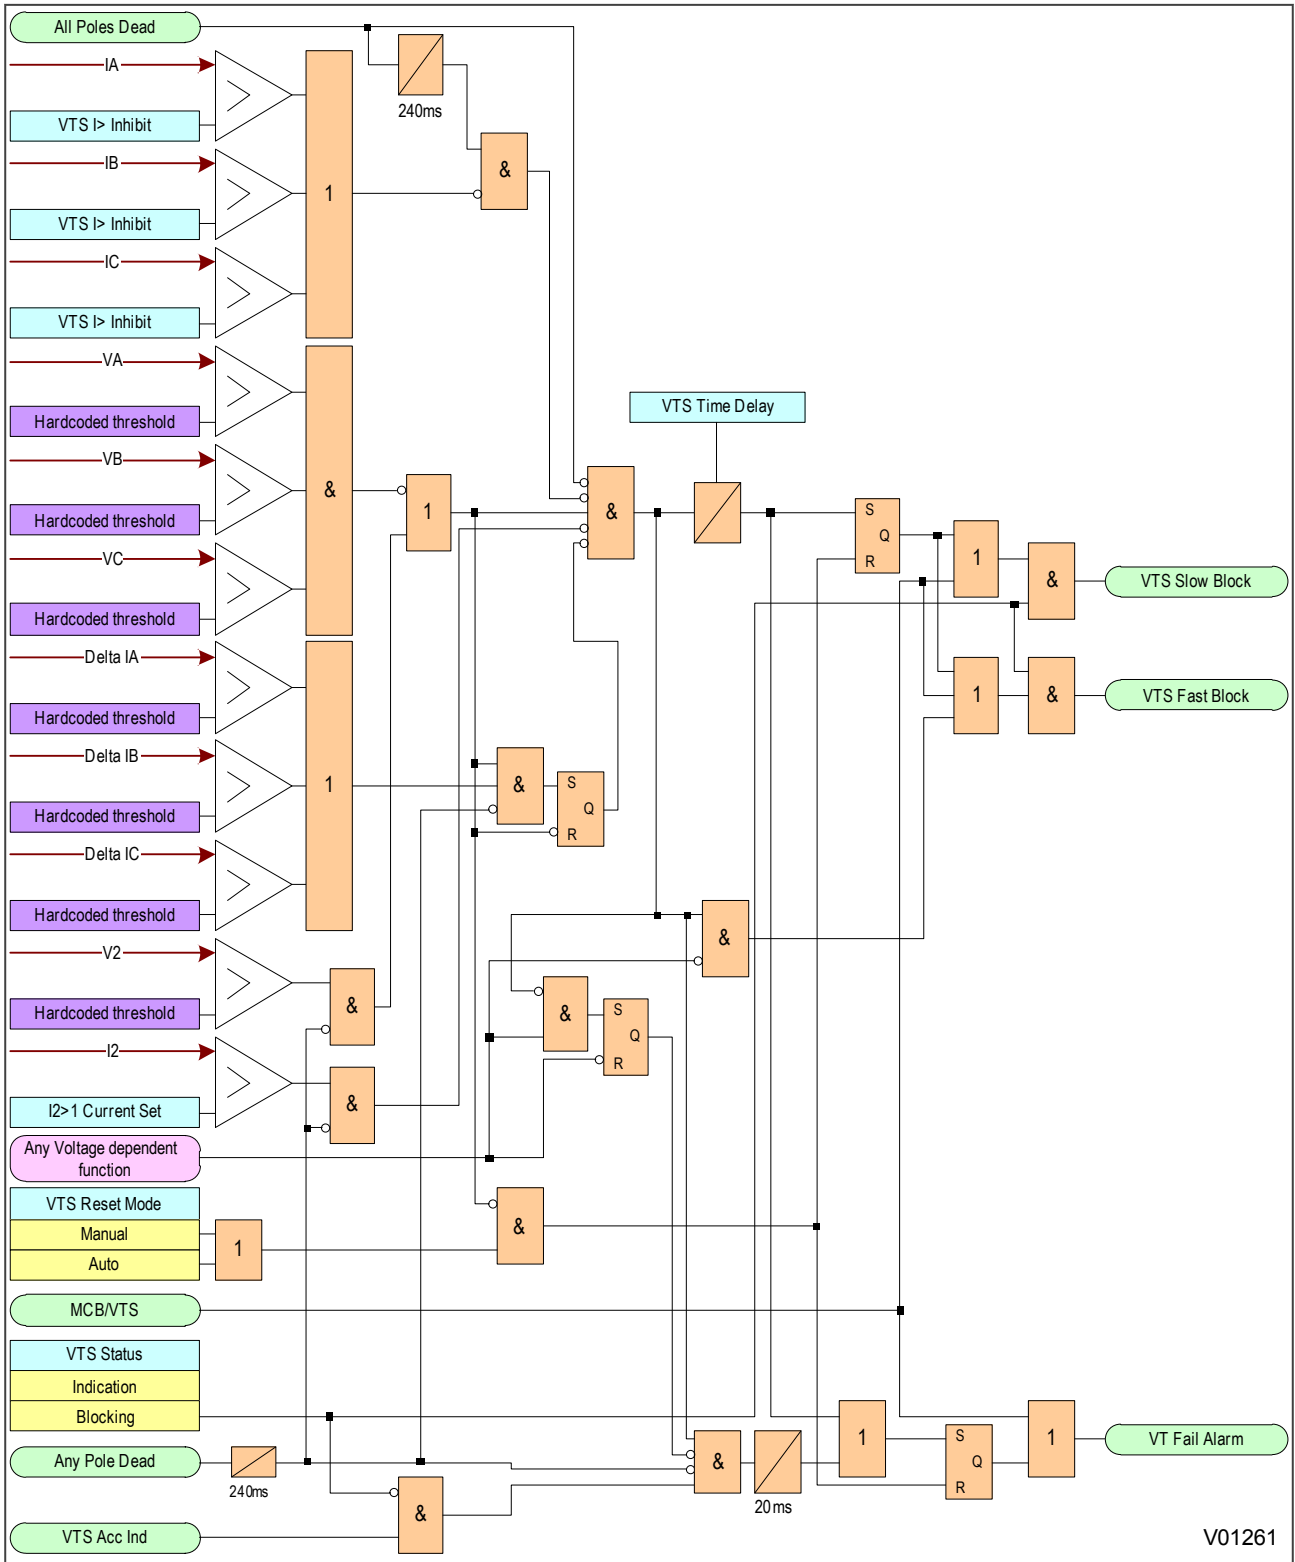 All Poles Dead
IA
VTS I> Inhibit
IB
VTS I> Inhibit
IC
VTS I> Inhibit
VA
Hardcoded threshold
VB
Hardcoded threshold
VC
Hardcoded threshold
Delta IA
Hardcoded threshold
Delta IB
Hardcoded threshold
Delta IC
Hardcoded threshold
V2
Hardcoded threshold
I2
I2>1 Current Set
Any Voltage dependent
function
VTS Reset Mode
Manual
Auto
MCB/VTS
VTS Status
Indication
Blocking
Any Pole Dead
VTS Acc Ind
1
&
1
&
&
1
240ms
240ms
&
&
1
&
&
S
Q
R
&
S
Q
R
&
&
VTS Time Delay
&
&
20ms
S
Q
R
1
1
&
&
1
S
Q
R
1
VTS Slow Block
VTS Fast Block
VT Fail Alarm
V01261